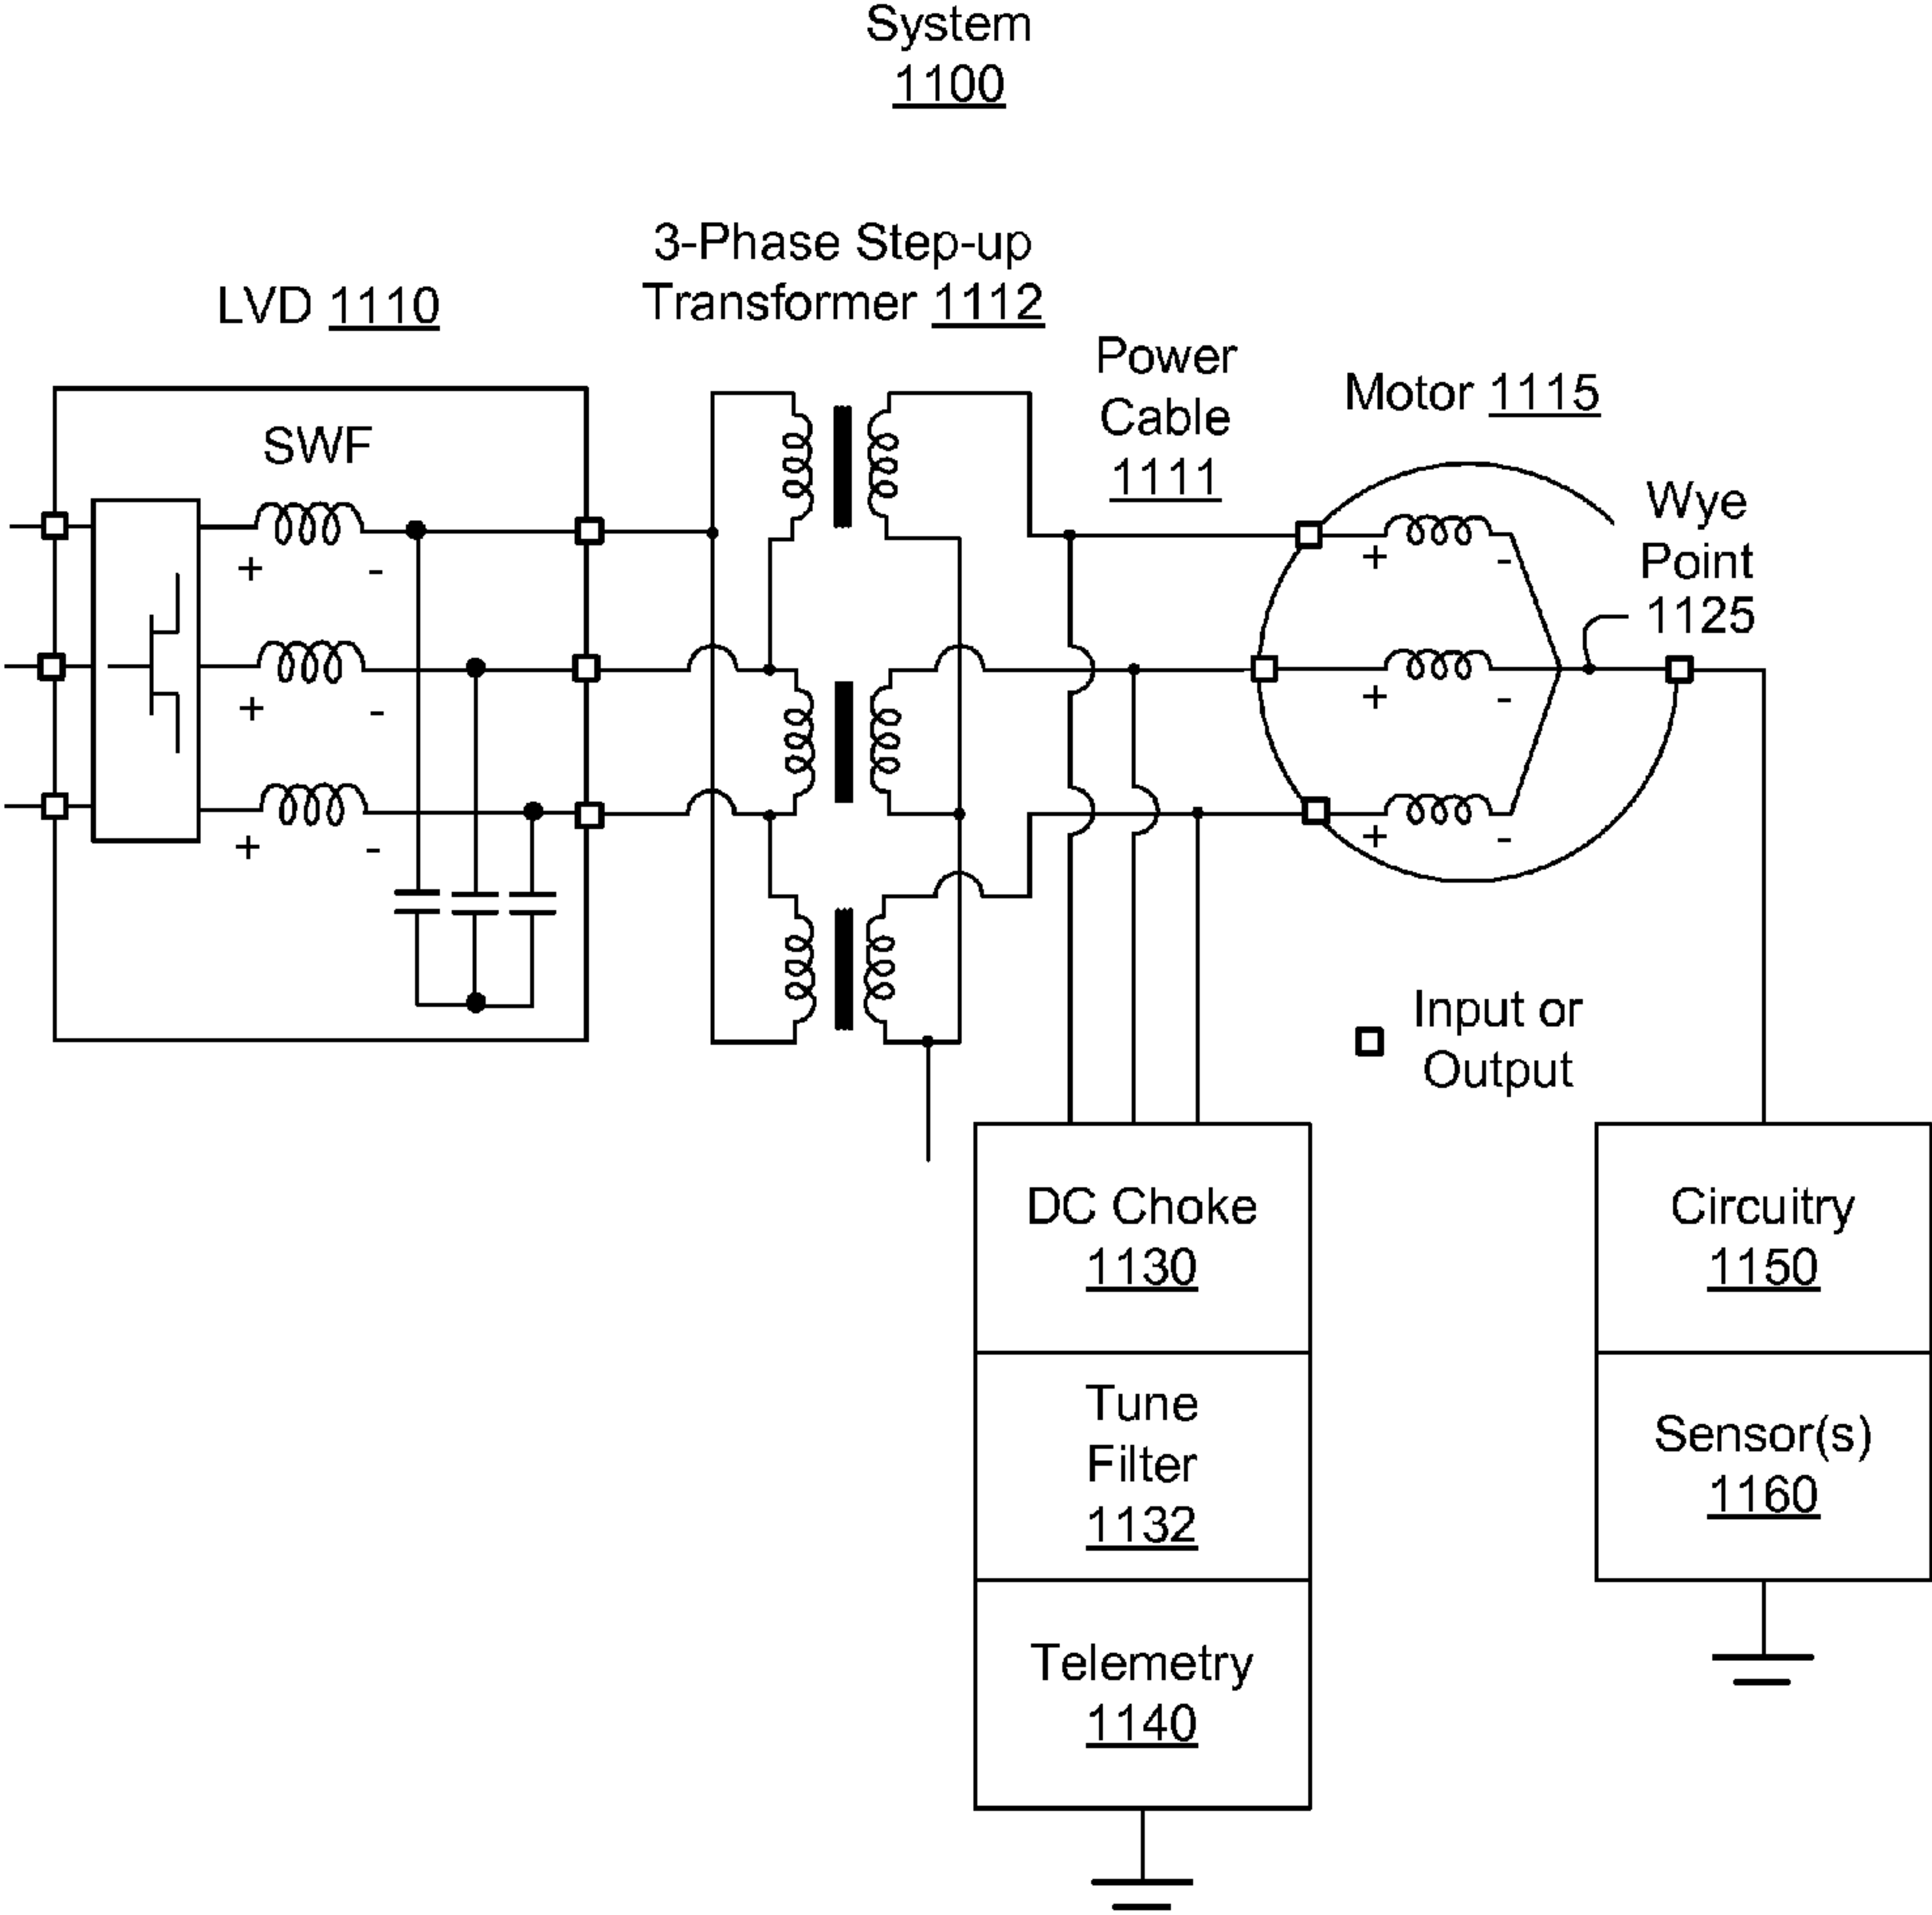 System
1100
3-Phase Step-up
Transformer 1112
LVD 1110
Power
Cable
1111
Motor 1115
SWF
Wye
Point
1125
+ -
+ -
+ -
+ -
+ -
+ -
Input or
Output
DC Choke
1130
Circuitry
1150
Tune
Filter
1132
Sensor(s)
1160
Telemetry
1140